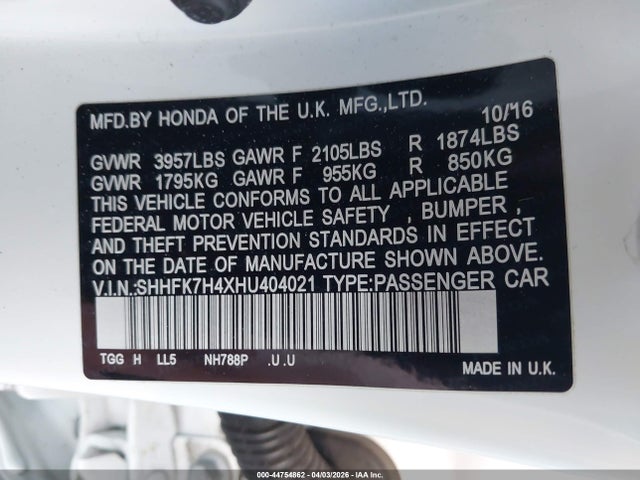 MFD.BY HONDA OF THE U.K. MFG.,LTD. 10/'16
GVWR 3957LBS GAWR F 2105LBS R 1874LBS
GVWR 1795KG GAWR F 955KG R 850KG
THIS VEHICLE CONFORMS TO ALL APPLICABLE
FEDERAL MOTOR VEHICLE SAFETY , BUMPER ,
AND THEFT PREVENTION STANDARDS IN EFFECT
ON THE DATE OF MANUFACTURE SHOWN ABOVE.
V.I.N.:SHHFK7H4XHU404021 TYPE:PASSENGER CAR
TGG H LL5 NH788P .U .U
MADE IN U.K.
000-44754862 04/03/2026 - IAA Inc.